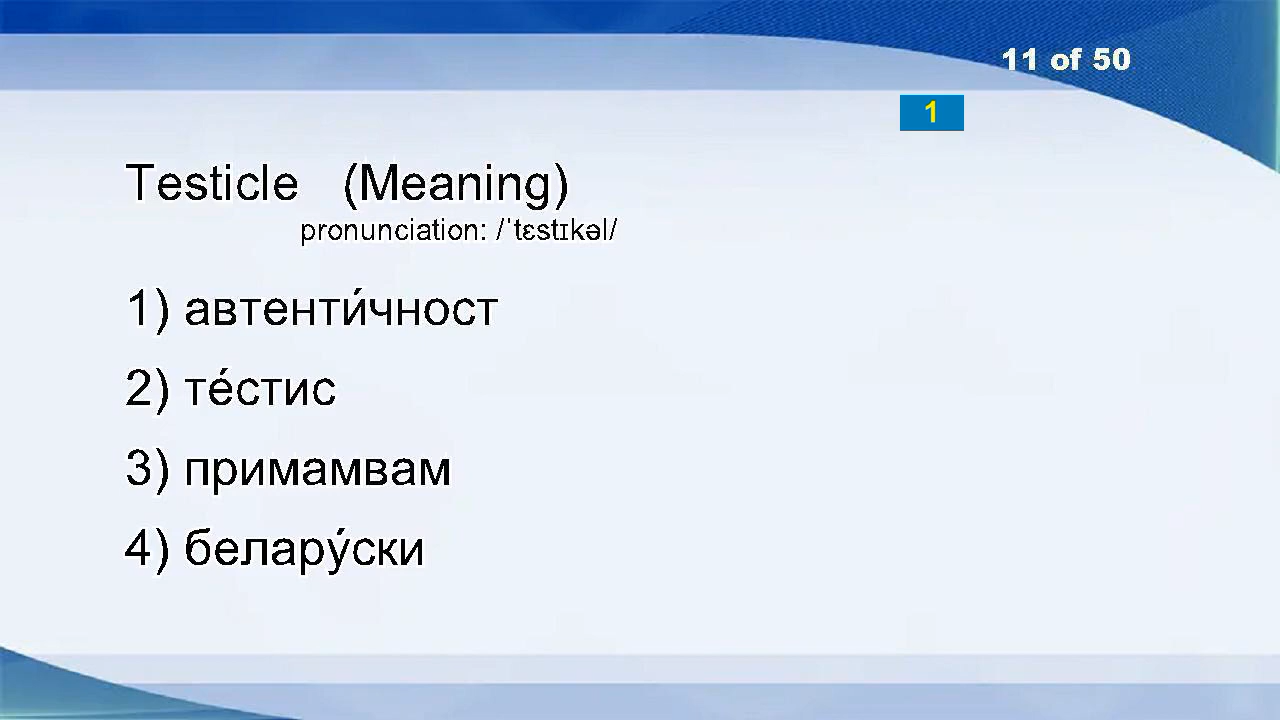 11 of 50
1
Testicle (Meaning)
pronunciation: /ˈtɛstɪkəl/
1) автенти́чност
2) те́стис
3) примамвам
4) белару́ски